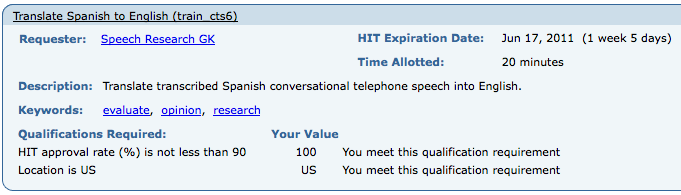 Translate Spanish to English (train_cts6)
Requester: Speech Research GK HIT Expiration Date: Jun 17, 2011 (1 week 5 days)
Time Allotted: 20 minutes
Description: Translate transcribed Spanish conversational telephone speech into English.
Keywords: evaluate, opinion, research
Qualifications Required: Your Value
HIT approval rate (%) is not less than 90 100 You meet this qualification requirement
Location is US US You meet this qualification requirement